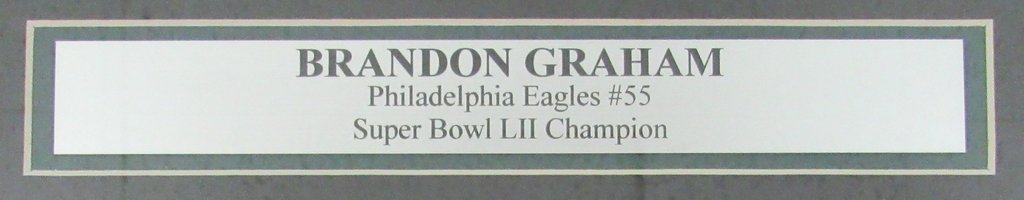 BRANDON GRAHAM
Philadelphia Eagles #55
Super Bowl LII Champion